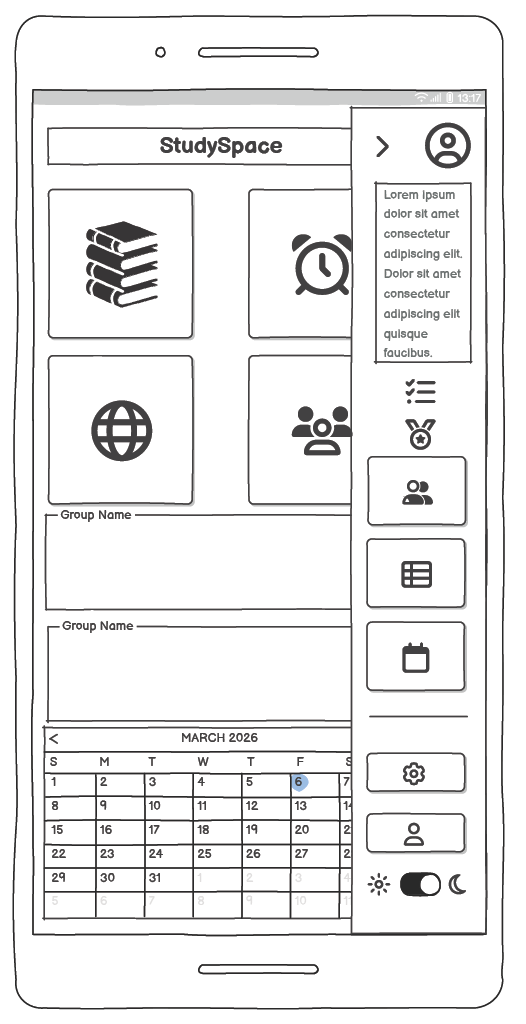 13:17
StudySpace
Lorem ipsum
dolor sit amet
consectetur
adipiscing elit.
Dolor sit amet
consectetur
adipiscing elit
quisque
faucibus.
Group Name
Group Name
< MARCH 2026
S M T W T F S
1 2 3 4 5 6 7
8 9 10 11 12 13 14
15 16 17 18 19 20 2
22 23 24 25 26 27 2
29 30 31 1 2 3 4
5 6 7 8 9 10 11